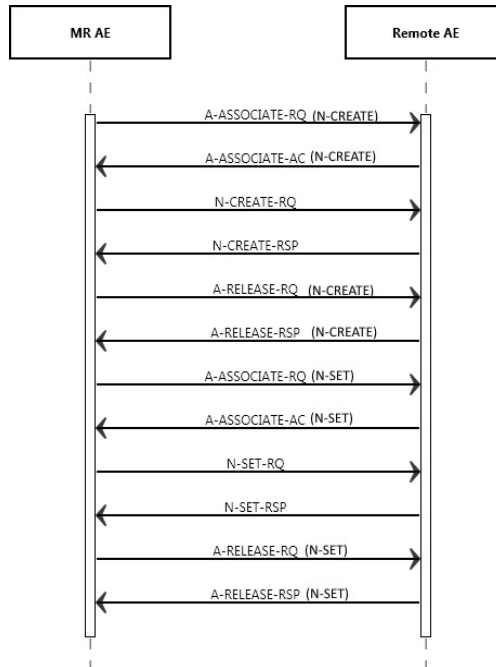 MR AE
Remote AE
A-ASSOCIATE-RQ (N-CREATE)
A-ASSOCIATE-AC (N-CREATE)
N-CREATE-RQ
N-CREATE-RSP
A-RELEASE-RQ (N-CREATE)
A-RELEASE-RSP (N-CREATE)
A-ASSOCIATE-RQ (N-SET)
A-ASSOCIATE-AC (N-SET)
N-SET-RQ
N-SET-RSP
A-RELEASE-RQ (N-SET)
A-RELEASE-RSP (N-SET)